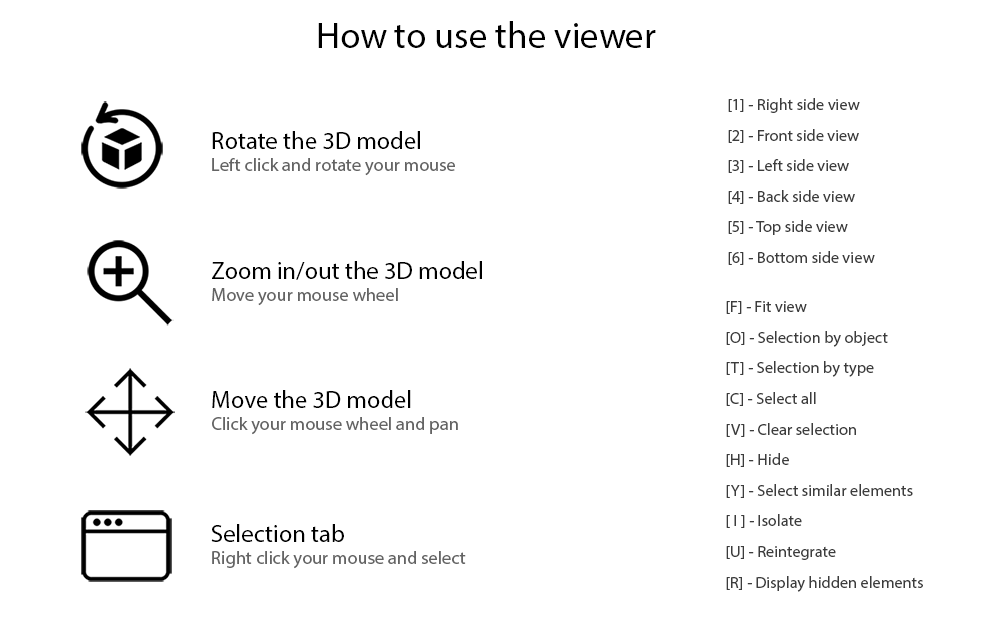 How to use the viewer
Rotate the 3D model
Left click and rotate your mouse
Zoom in/out the 3D model
Move your mouse wheel
Move the 3D model
Click your mouse wheel and pan
Selection tab
Right click your mouse and select
[1] - Right side view
[2] - Front side view
[3] - Left side view
[4] - Back side view
[5] - Top side view
[6] - Bottom side view
[F] - Fit view
[O] - Selection by object
[T] - Selection by type
[C] - Select all
[V] - Clear selection
[H] - Hide
[Y] - Select similar elements
[ I ] - Isolate
[U] - Reintegrate
[R] - Display hidden elements